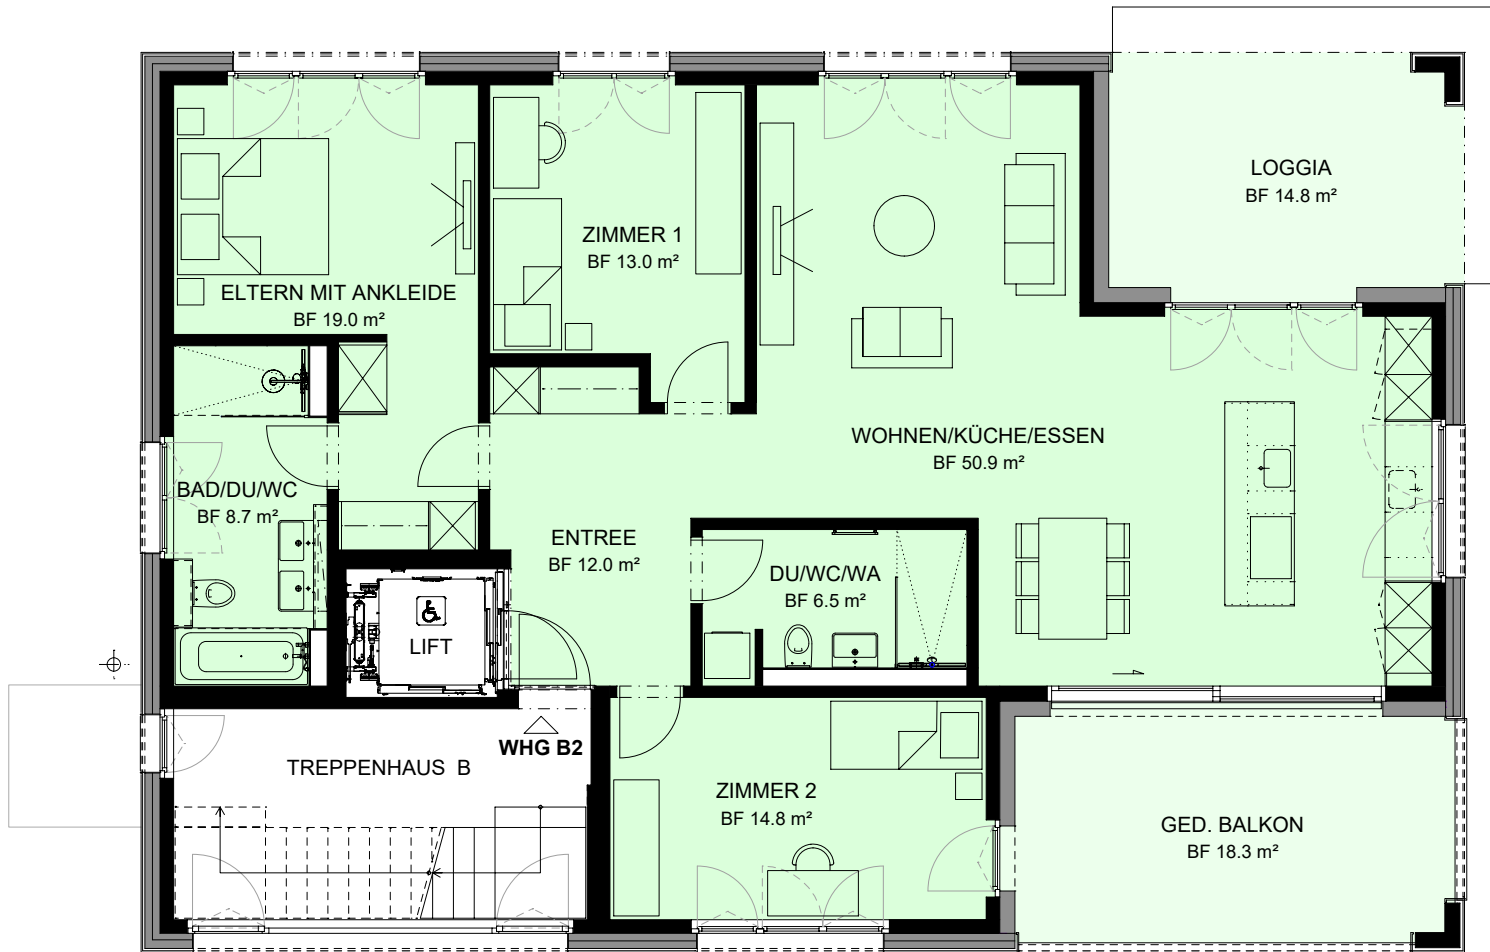 LOGGIA
BF 14.8 m²
ZIMMER 1
BF 13.0 m²
ELTERN MIT ANKLEIDE
BF 19.0 m²
WOHNEN/KÜCHE/ESSEN
BF 50.9 m²
BAD/DU/WC
BF 8.7 m²
ENTREE
BF 12.0 m²
DU/WC/WA
BF 6.5 m²
LIFT
WHG B2
TREPPENHAUS B
ZIMMER 2
BF 14.8 m²
GED. BALKON
BF 18.3 m²